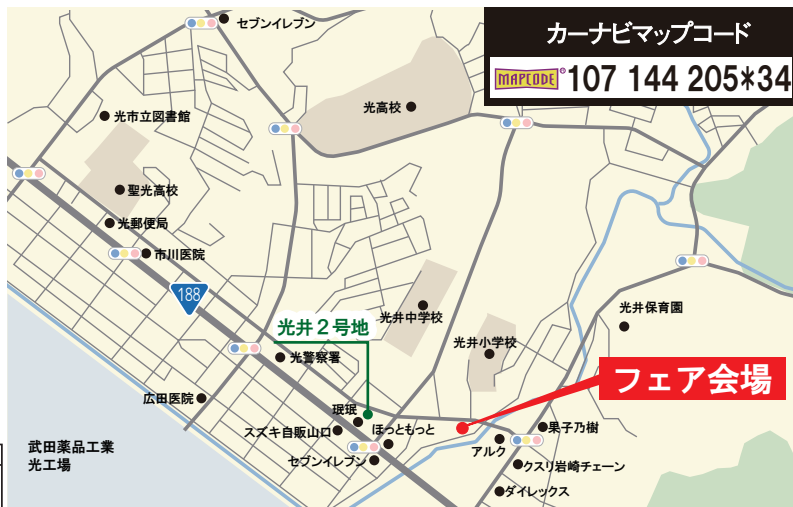 カーナビマップコード
MAPCODE® 107 144 205*34
セブンイレブン
光高校
光市立図書館
聖光高校
光郵便局
市川医院
188
光井中学校
光井保育園
光井2号地
光井小学校
光警察署
フェア会場
広田医院
珉珉
ほっともっと
果子乃樹
スズキ自販山口
アルク
武田薬品工業
光工場
セブンイレブン
クスリ岩崎チェーン
ダイレックス